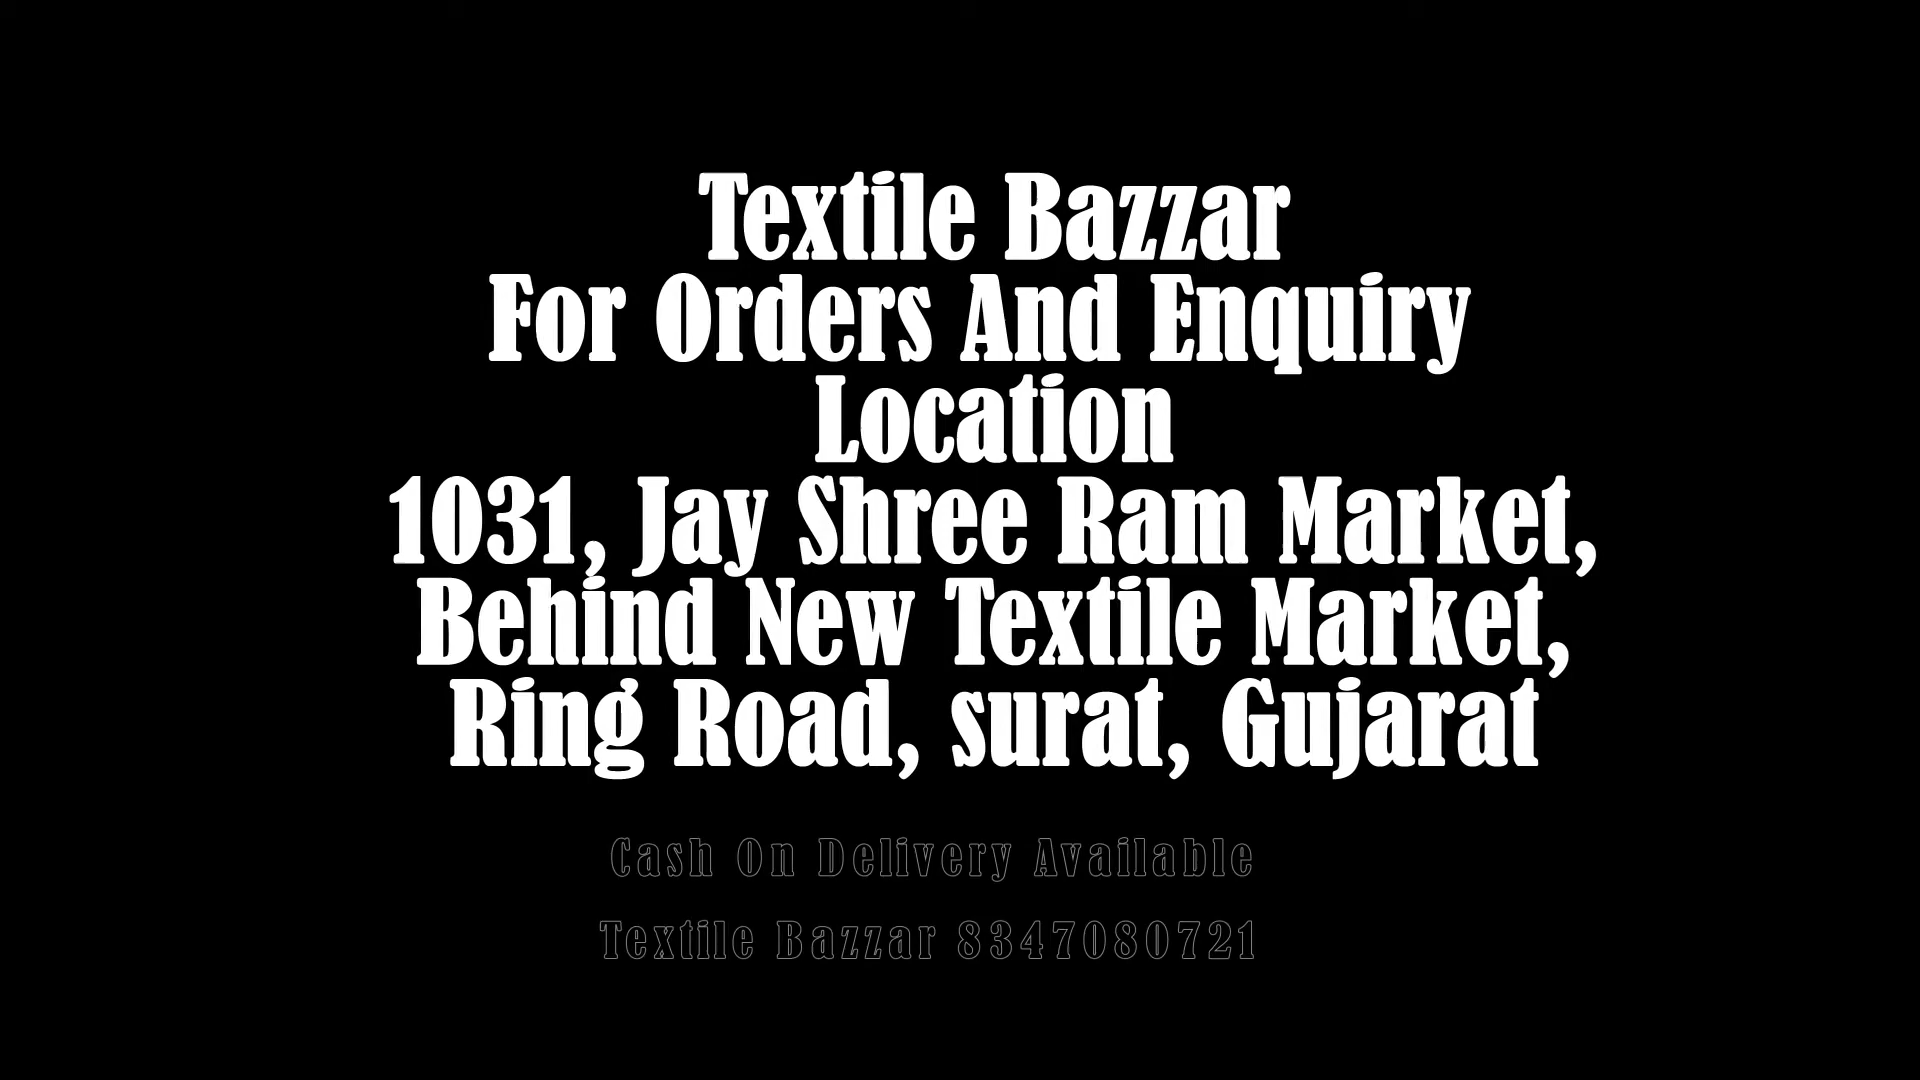 Textile Bazzar
For Orders And Enquiry
Location
1031, Jay Shree Ram Market,
Behind New Textile Market,
Ring Road, surat, Gujarat
Cash On Delivery Available
Textile Bazzar 8347080721